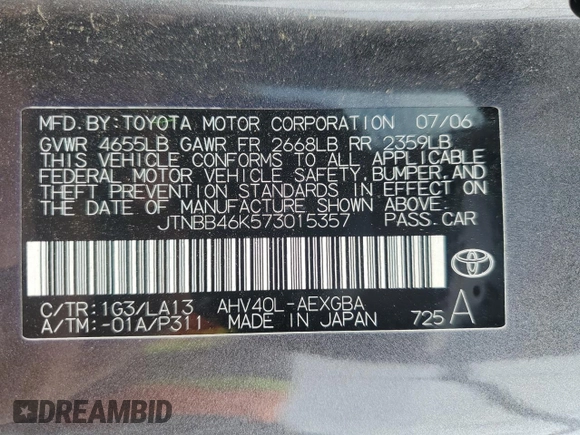 MFD.BY:TOYOTA MOTOR CORPORATION 07/06
GVWR 4655LB GAWR FR 2668LB RR 2359LB
THIS VEHICLE CONFORMS TO ALL APPLICABLE
FEDERAL MOTOR VEHICLE SAFETY, BUMPER, AND
THEFT PREVENTION STANDARDS IN EFFECT ON
THE DATE OF MANUFACTURE SHOWN ABOVE.
JTNBB46K573015357 PASS.CAR
C/TR:1G3/LA13 AHV40L-AEXGBA
A/TM:-01A/P311 MADE IN JAPAN 725 A
DREAMBID